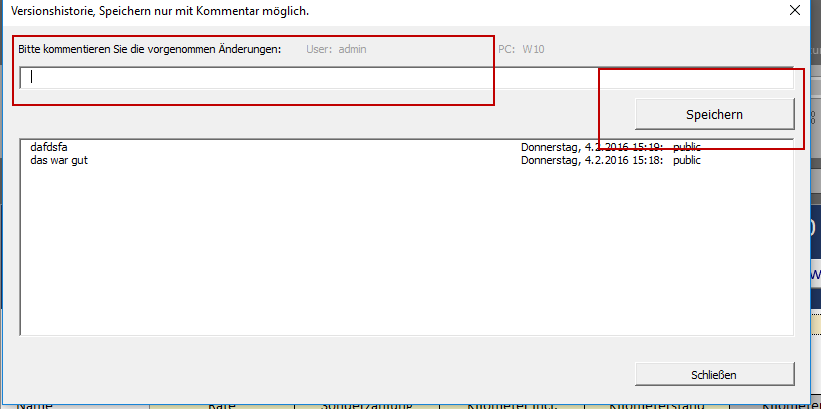 Versionshistorie, Speichern nur mit Kommentar möglich.
Bitte kommentieren Sie die vorgenommen Änderungen: User: admin PC: W10
Speichern
dafdsfa Donnerstag, 4.2.2016 15:19: public
das war gut Donnerstag, 4.2.2016 15:18: public
Schließen
Name Rate Sonderzahlung Kilometer incl. Kilometerstand Kilometer